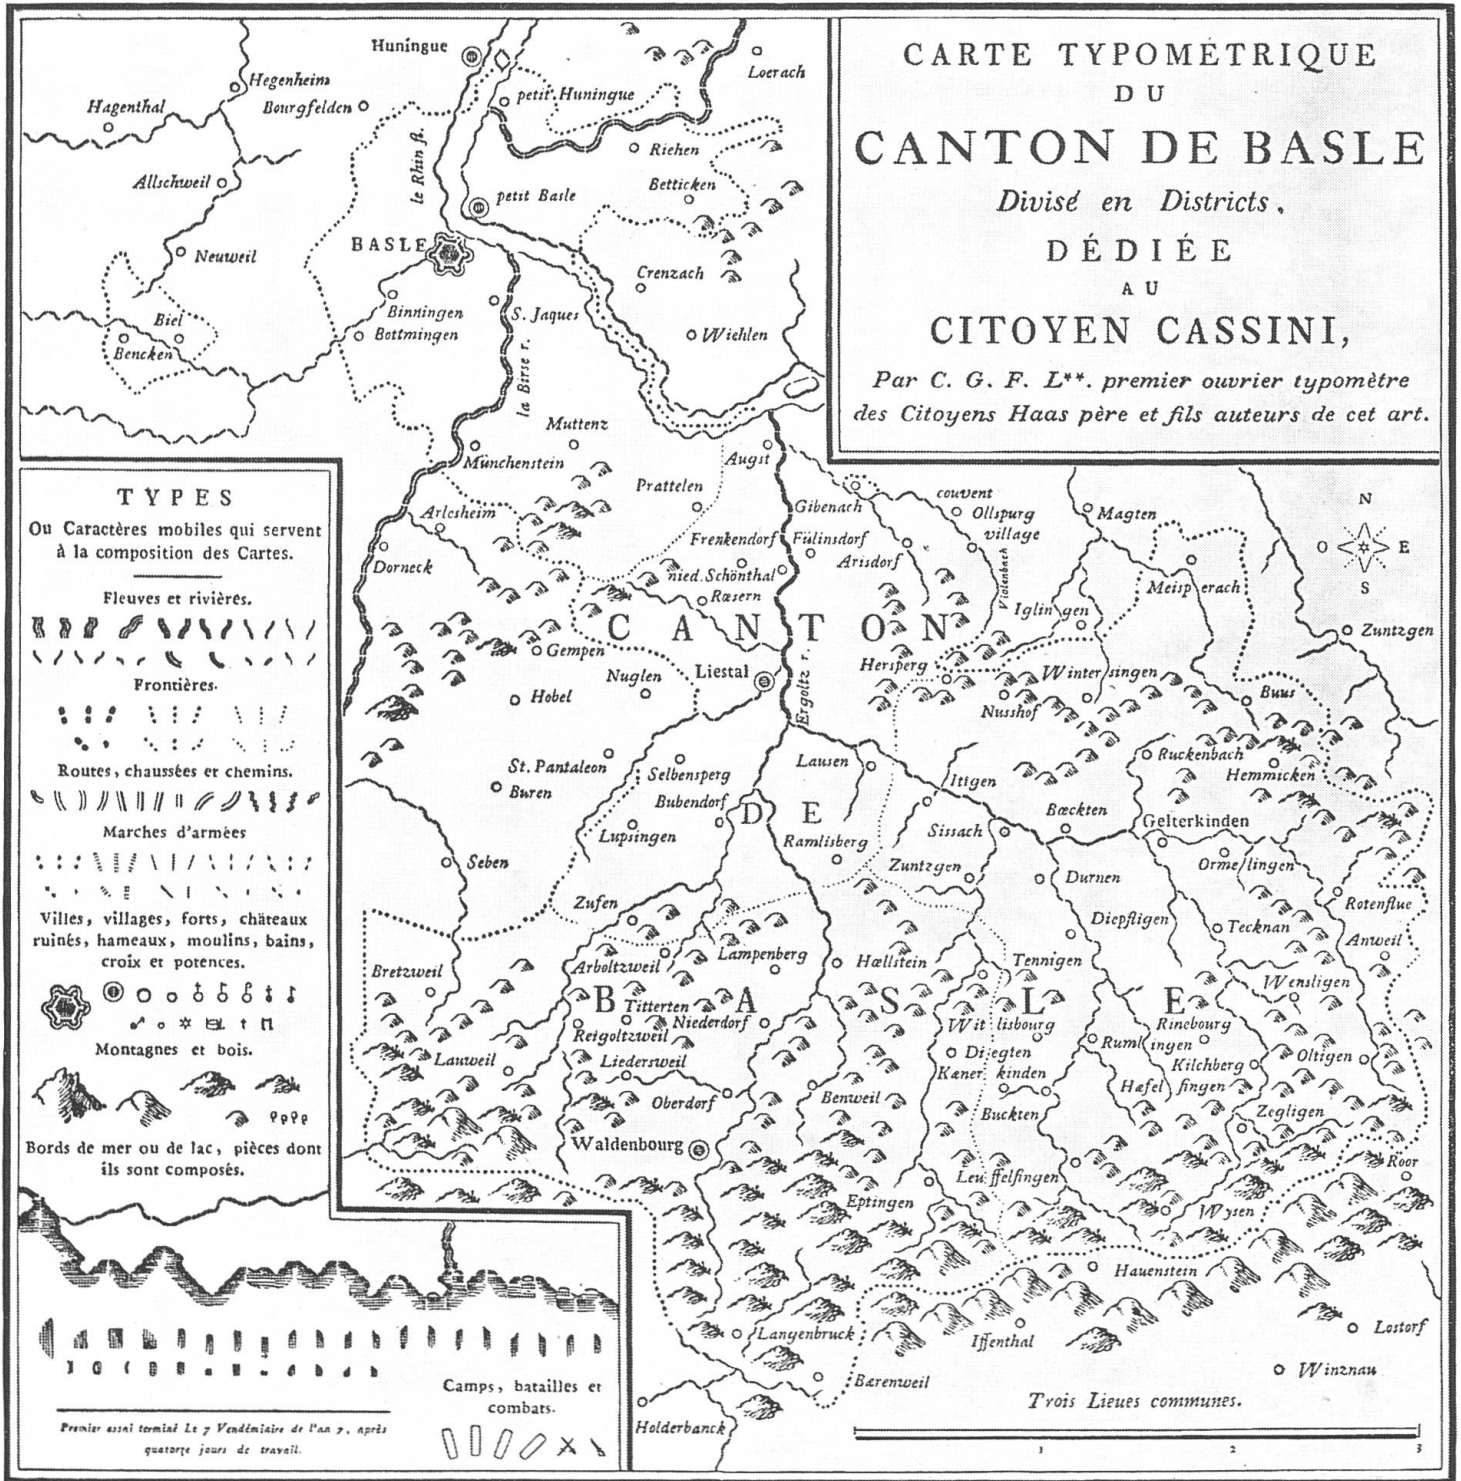 CARTE TYPOMÉTRIQUE
DU
CANTON DE BASLE
Divisé en Districts.
DÉDIÉE
AU
CITOYEN CASSINI,
Par C. G. F. L**. premier ouvrier typomètre
des Citoyens Haas père et fils auteurs de cet art.
Huningue
Loerach
Hegenheim
Hagenthal
Bourgfelden
petit Huningue
le Rhin fl.
Riehen
Allschweil
Betticken
petit Basle
BASLE
Neuweil
Crenzach
Binningen
S. Jaques
Biel
Bottmingen
Wiehlen
Bencken
la Birse r.
Muttenz
Münchenstein
Augst
Prattelen
Gibenach
couvent
Ollspurg
village
Magten
N
O
E
S
Arlesheim
Frenkendorf
Fülinsdorf
Arisdorf
Dorneck
nied. Schönthal
Violenbach
Meisperach
Rœsern
Iglingen
CANTON
Zuntzgen
Gempen
Hersperg
Wintersingen
Nuglen
Liestal
Ergoltz r.
Hobel
Nusshof
Buus
St. Pantaleon
Selbensperg
Lausen
Ruckenbach
Hemmicken
Buren
Bubendorf
Itigen
DE
Bœckten
Gelterkinden
Lupsingen
Ramlisberg
Sissach
Seben
Zuntzgen
Durnen
Ormellingen
Zufen
Diepfligen
Rotenflue
Tecknan
Anweil
Arboltzweil
Lampenberg
Hœllstein
Tennigen
Bretzweil
Wensligen
BASLE
Titterten
Reigoltzweil
Niederdorf
Witlisbourg
Rinebourg
Rumlingen
Lauweil
Liedersweil
Diegten
Kilchberg
Oltigen
Kænerkinden
Hæfelfingen
Oberdorf
Benweil
Buckten
Zegligen
Waldenbourg
Roor
Leuffelfingen
Eptingen
Wysen
Hauenstein
Langenbruck
Iffenthal
Lostorf
Bærenweil
Winznau
Holderbanck
Trois Lieues communes.
1 2 3
TYPES
Ou Caractères mobiles qui servent
à la composition des Cartes.
Fleuves et rivières.
Frontières.
Routes, chaussées et chemins.
Marches d'armées
Villes, villages, forts, châteaux
ruinés, hameaux, moulins, bains,
croix et potences.
Montagnes et bois.
Bords de mer ou de lac, pièces dont
ils sont composés.
Camps, batailles et
combats.
Premier essai terminé Le 7 Vendémiaire de l'an 7, après
quatorze jours de travail.